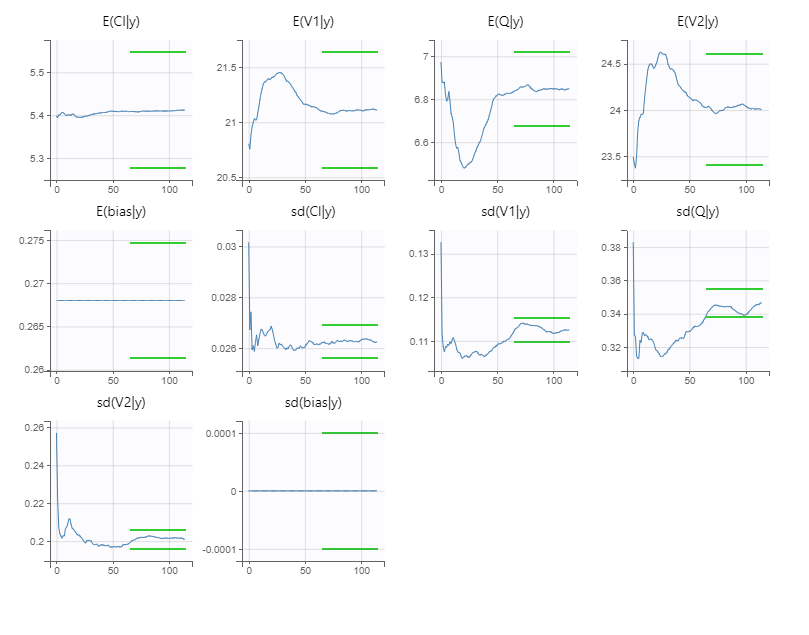 E(Cl|y)
5.5
5.4
5.3
0 50 100
E(V1|y)
21.5
21
20.5
0 50 100
E(Q|y)
7
6.8
6.6
0 50 100
E(V2|y)
24.5
24
23.5
0 50 100
E(bias|y)
0.275
0.27
0.265
0.26
0 50 100
sd(Cl|y)
0.03
0.028
0.026
0 50 100
sd(V1|y)
0.13
0.12
0.11
0 50 100
sd(Q|y)
0.38
0.36
0.34
0.32
0 50 100
sd(V2|y)
0.26
0.24
0.22
0.2
0 50 100
sd(bias|y)
0.0001
0
-0.0001
0 50 100